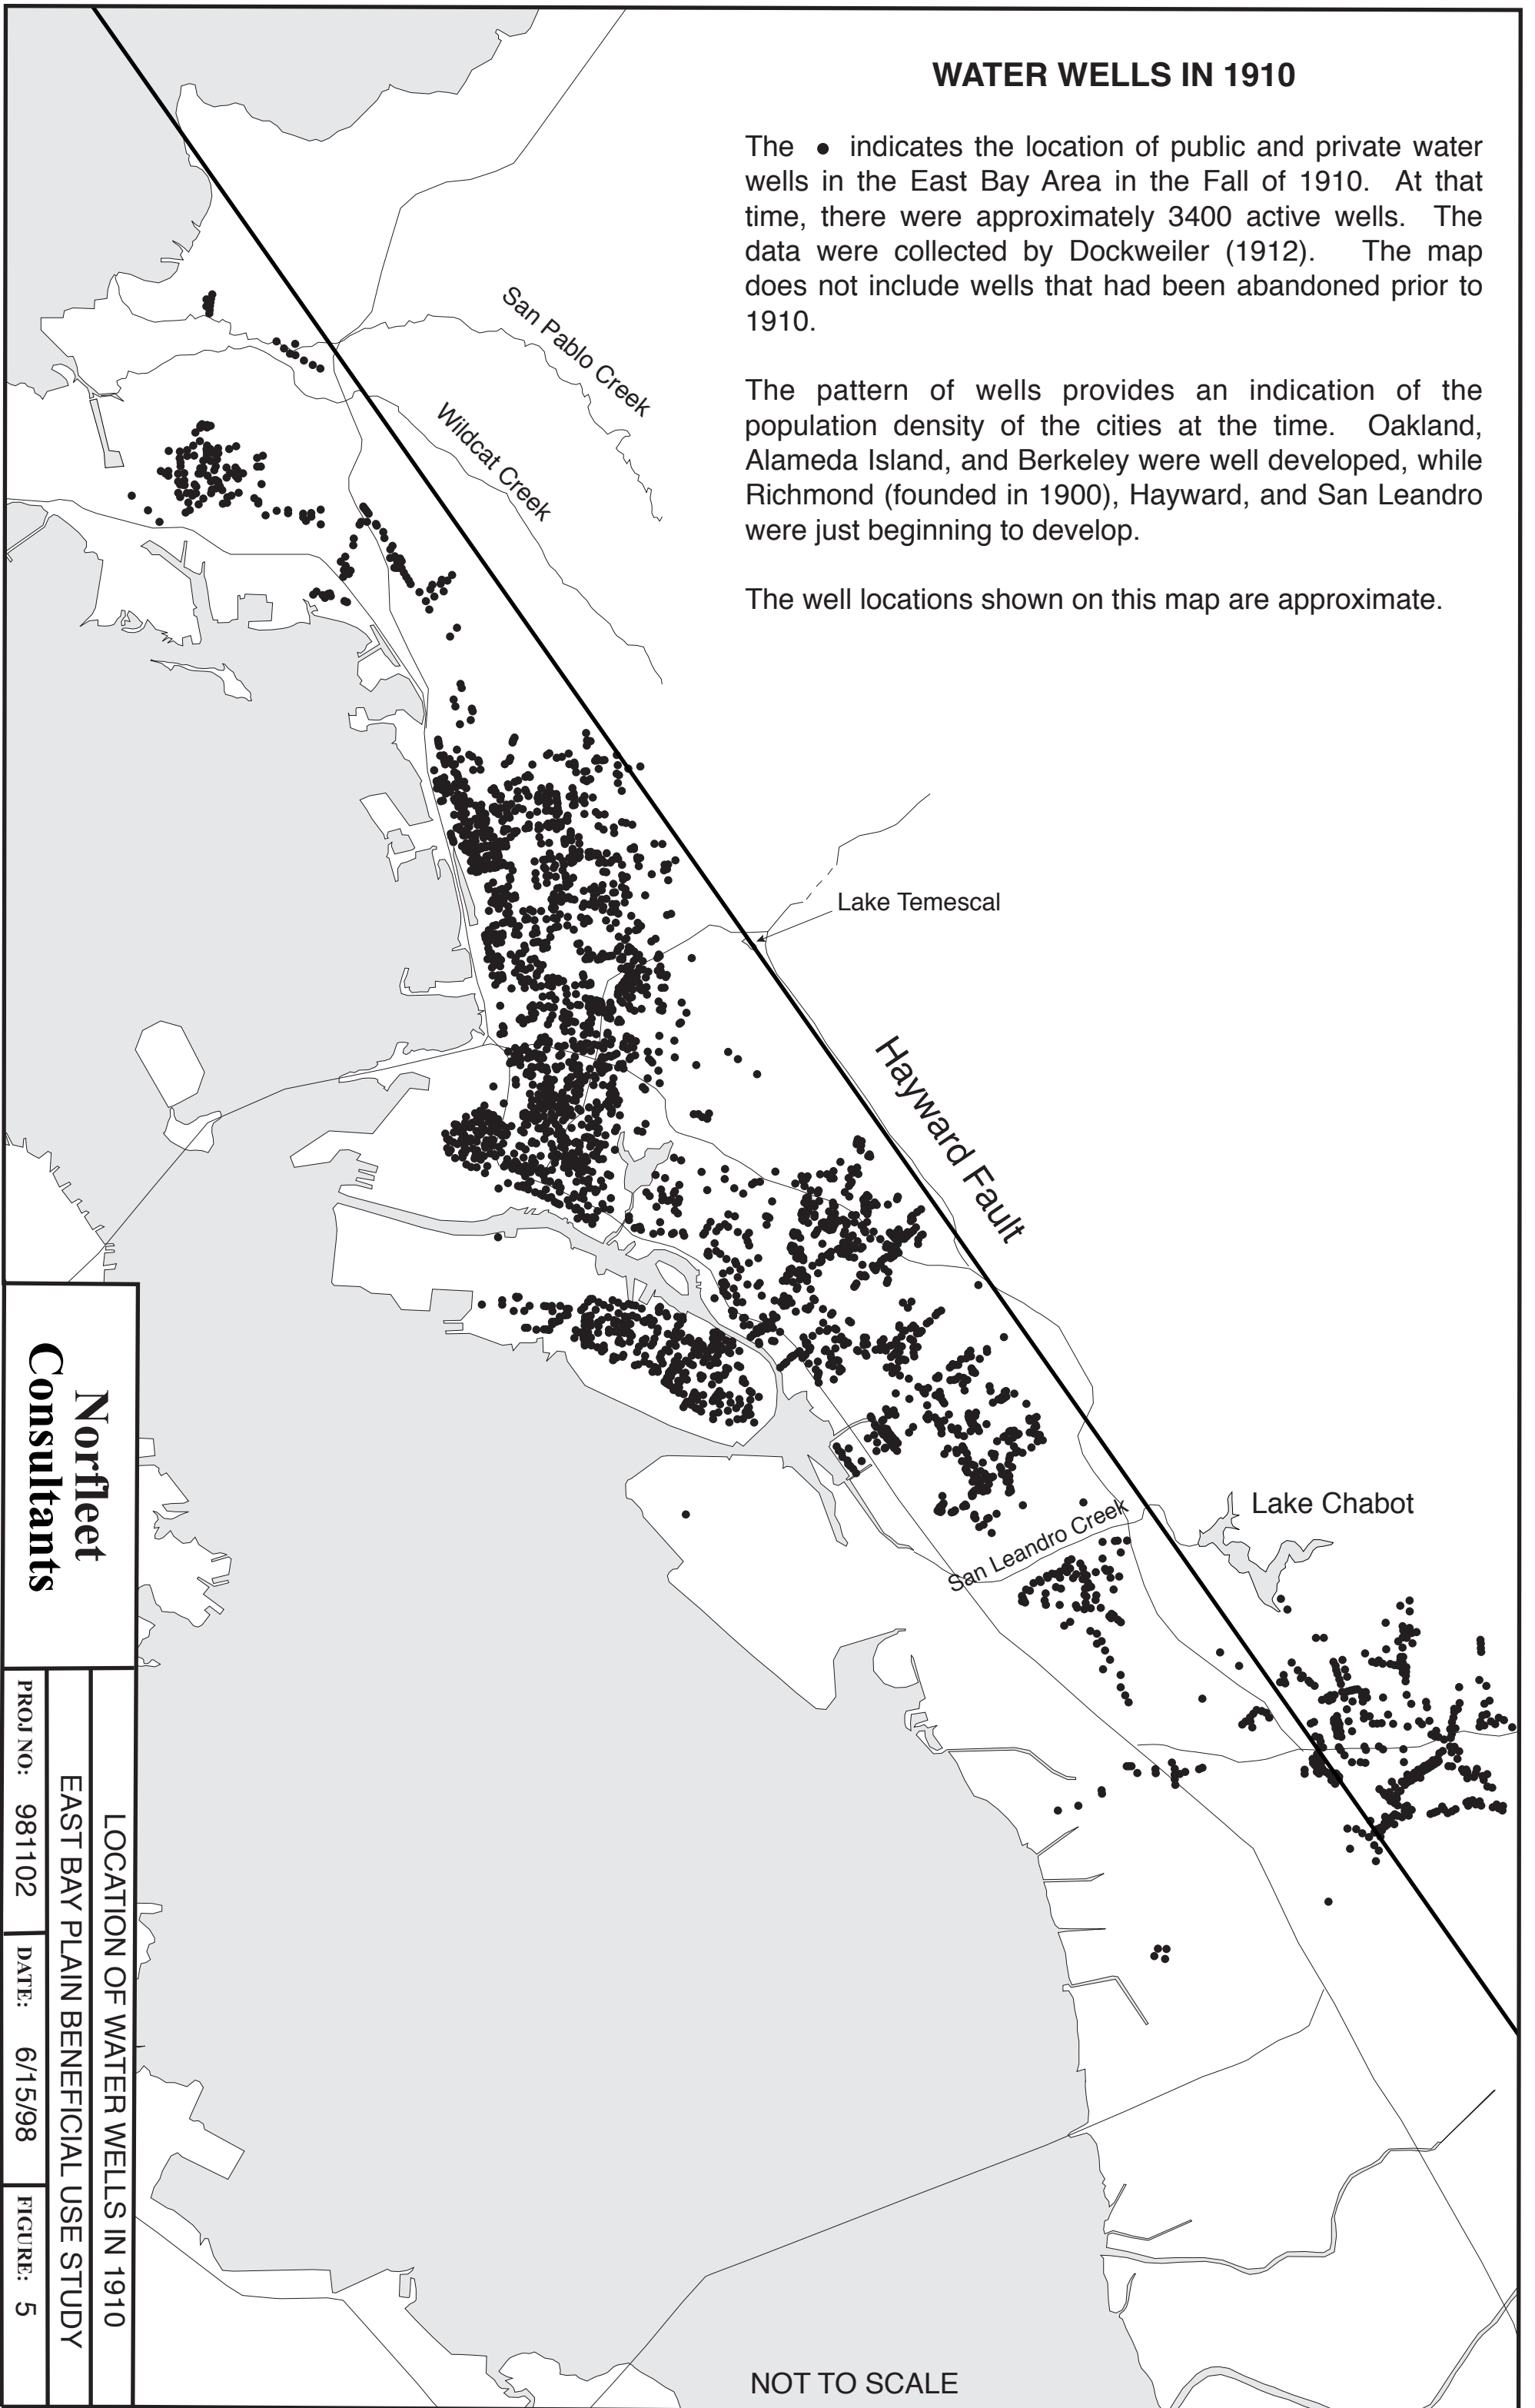 WATER WELLS IN 1910
The ● indicates the location of public and private water
wells in the East Bay Area in the Fall of 1910. At that
time, there were approximately 3400 active wells. The
data were collected by Dockweiler (1912). The map
does not include wells that had been abandoned prior to
1910.
The pattern of wells provides an indication of the
population density of the cities at the time. Oakland,
Alameda Island, and Berkeley were well developed, while
Richmond (founded in 1900), Hayward, and San Leandro
were just beginning to develop.
The well locations shown on this map are approximate.
San Pablo Creek
Wildcat Creek
Lake Temescal
Hayward Fault
Lake Chabot
San Leandro Creek
NOT TO SCALE
Norfleet
Consultants
LOCATION OF WATER WELLS IN 1910
EAST BAY PLAIN BENEFICIAL USE STUDY
PROJ NO: 981102 DATE: 6/15/98 FIGURE: 5